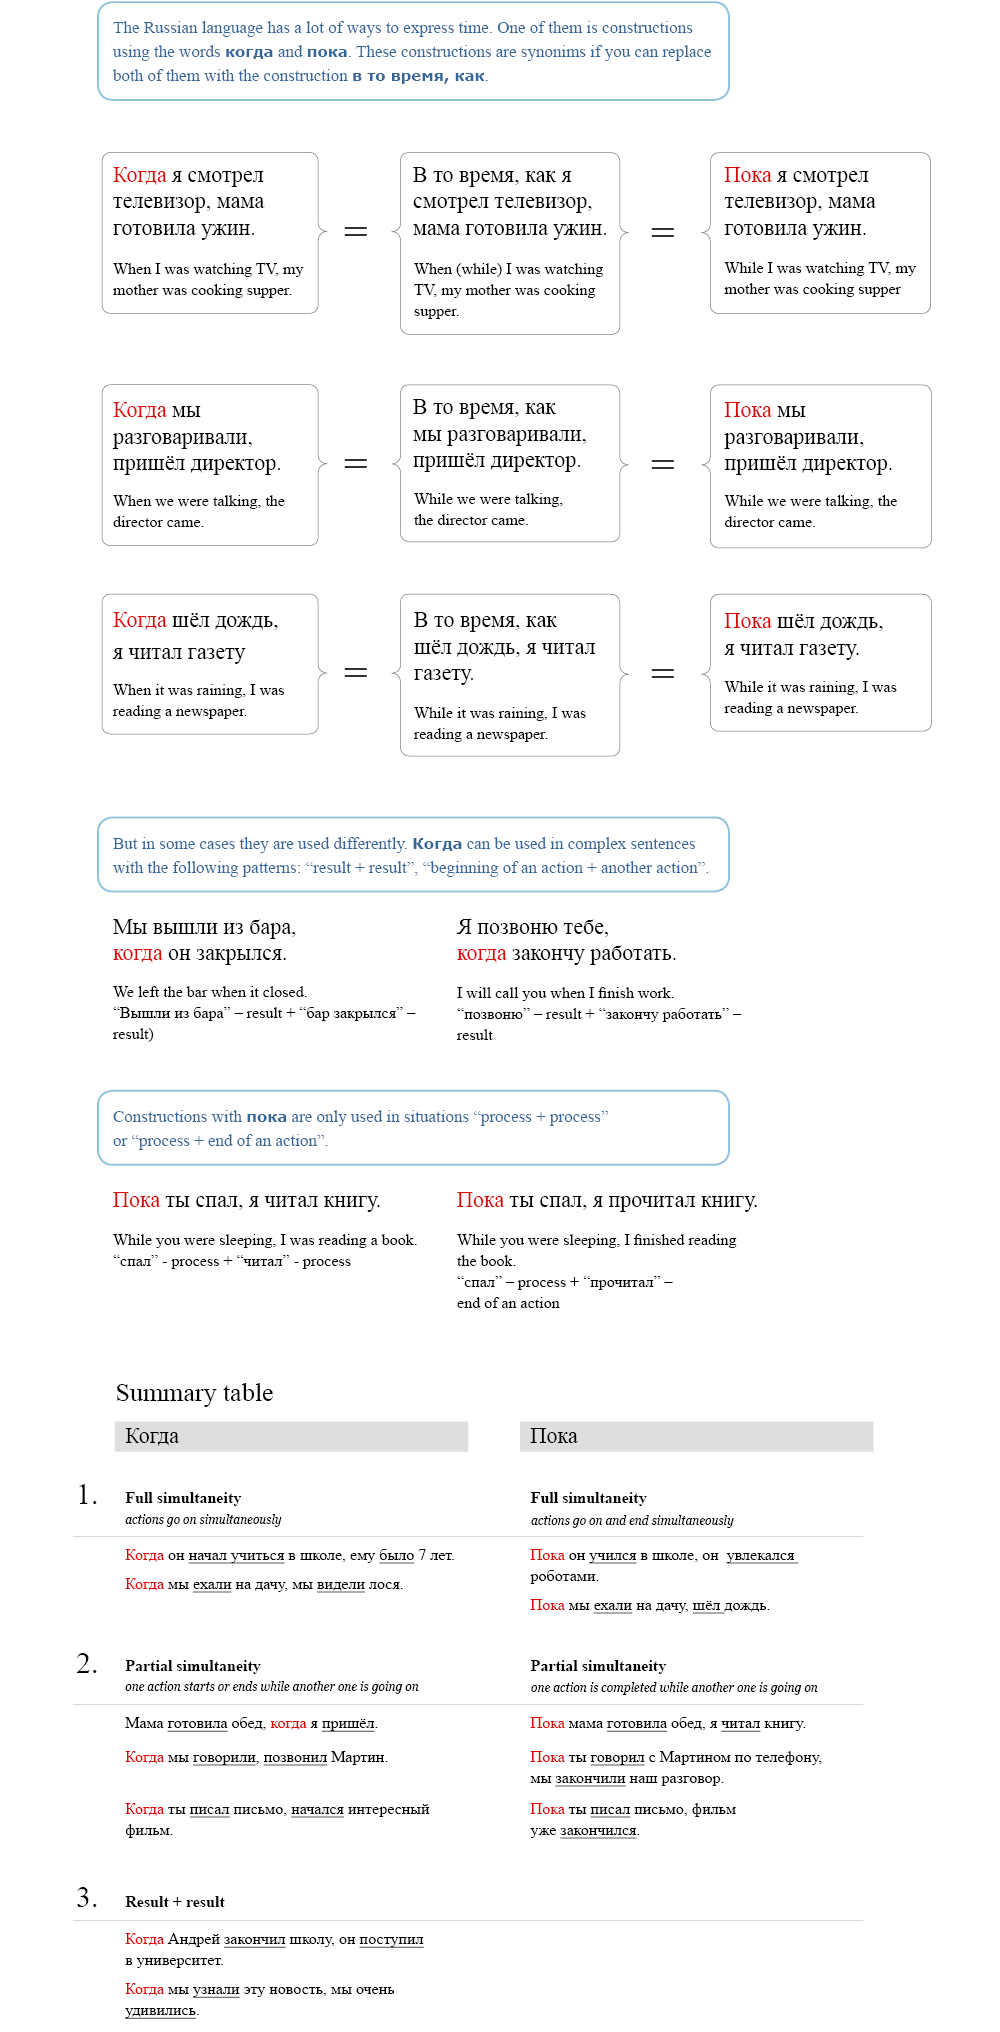 The Russian language has a lot of ways to express time. One of them is constructions
using the words когда and пока. These constructions are synonims if you can replace
both of them with the construction в то время, как.
Когда я смотрел
телевизор, мама
готовила ужин.
When I was watching TV, my
mother was cooking supper.
=
В то время, как я
смотрел телевизор,
мама готовила ужин.
When (while) I was watching
TV, my mother was cooking
supper.
=
Пока я смотрел
телевизор, мама
готовила ужин.
While I was watching TV, my
mother was cooking supper
Когда мы
разговаривали,
пришёл директор.
When we were talking, the
director came.
=
В то время, как
мы разговаривали,
пришёл директор.
While we were talking,
the director came.
=
Пока мы
разговаривали,
пришёл директор.
While we were talking, the
director came.
Когда шёл дождь,
я читал газету
When it was raining, I was
reading a newspaper.
=
В то время, как
шёл дождь, я читал
газету.
While it was raining, I was
reading a newspaper.
=
Пока шёл дождь,
я читал газету.
While it was raining, I was
reading a newspaper.
But in some cases they are used differently. Когда can be used in complex sentences
with the following patterns: “result + result”, “beginning of an action + another action”.
Мы вышли из бара,
когда он закрылся.
We left the bar when it closed.
“Вышли из бара” – result + “бар закрылся” –
result)
Я позвоню тебе,
когда закончу работать.
I will call you when I finish work.
“позвоню” – result + “закончу работать” –
result
Constructions with пока are only used in situations “process + process”
or “process + end of an action”.
Пока ты спал, я читал книгу.
While you were sleeping, I was reading a book.
“спал” - process + “читал” - process
Пока ты спал, я прочитал книгу.
While you were sleeping, I finished reading
the book.
“спал” – process + “прочитал” –
end of an action
Summary table
Когда
Пока
1.
Full simultaneity
actions go on simultaneously
Когда он начал учиться в школе, ему было 7 лет.
Когда мы ехали на дачу, мы видели лося.
Full simultaneity
actions go on and end simultaneously
Пока он учился в школе, он увлекался
роботами.
Пока мы ехали на дачу, шёл дождь.
2.
Partial simultaneity
one action starts or ends while another one is going on
Мама готовила обед, когда я пришёл.
Когда мы говорили, позвонил Мартин.
Когда ты писал письмо, начался интересный
фильм.
Partial simultaneity
one action is completed while another one is going on
Пока мама готовила обед, я читал книгу.
Пока ты говорил с Мартином по телефону,
мы закончили наш разговор.
Пока ты писал письмо, фильм
уже закончился.
3.
Result + result
Когда Андрей закончил школу, он поступил
в университет.
Когда мы узнали эту новость, мы очень
удивились.